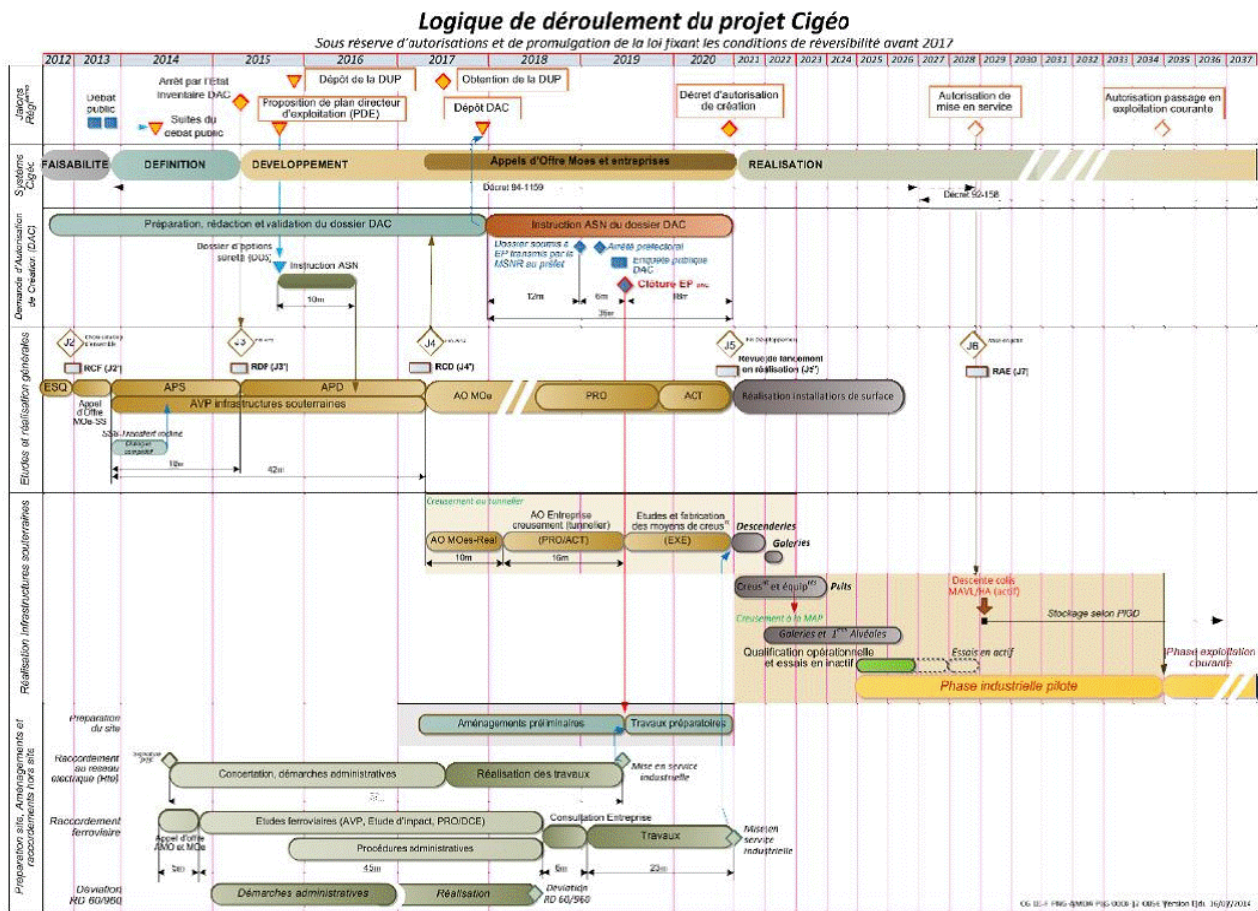 Logique de déroulement du projet Cigéo
Sous réserve d'autorisations et de promulgation de la loi fixant les conditions de réversibilité avant 2017
2012 2013 2014 2015 2016 2017 2018 2019 2020 2021 2022 2023 2024 2025 2026 2027 2028 2029 2030 2031 2032 2033 2034 2035 2036 2037
Jalons
Débat
public
Suites du
débat public
Arrêt par l'Etat
Inventaire DAC
Dépôt de la DUP
Proposition de plan directeur
d'exploitation (PDE)
Obtention de la DUP
Dépôt DAC
Décret d'autorisation
de création
Autorisation de
mise en service
Autorisation passage en
exploitation courante
Système
Cigéo
FAISABILITE
DEFINITION
DEVELOPPEMENT
Appels d'Offre Moes et entreprises
REALISATION
Décret 94-1159
Décret 92-158
Demande d'Autorisation
de Création (DAC)
Préparation, rédaction et validation du dossier DAC
Instruction ASN du dossier DAC
Dossier d'options
sûreté (DOS)
Instruction ASN
10m
Dossier soumis à
EP transmis par la
MSNR au préfet
Arrêté préfectoral
Enquête publique
DAC
Clôture EP
12m
6m
18m
36m
Etudes et réalisation générales
J2
J3
J4
J5
J6
RCF (J2')
RDP (J3')
RCD (J4')
Revue de lancement
en réalisation (J5')
RAE (J7)
ESQ
APS
APD
AVP infrastructures souterraines
AO MOe
PRO
ACT
Réalisation installations de surface
Appel
d'Offre
MOe-SS
Dialogue
compétitif
18m
42m
Réalisation Infrastructures souterraines
Creusement au tunnelier
AO Entreprise
creusement (tunnelier)
Etudes et fabrication
des moyens de creus
AO MOes-Real
(PRO/ACT)
(EXE)
10m
16m
Descenderies
Galeries
Creus et équip
Puits
Creusement à la MAP
Galeries et 1 Alvéoles
Qualification opérationnelle
et essais en inactif
Essais en actif
Descente colis
MAVL/HA (actif)
Stockage selon PIGD
Phase exploitation
courante
Phase industrielle pilote
Préparation site, Aménagements et
raccordements hors site
Préparation
du site
Aménagements préliminaires
Travaux préparatoires
Raccordement
au réseau
électrique (Rte)
Concertation, démarches administratives
Réalisation des travaux
Mise en service
industrielle
Raccordement
ferroviaire
Appel d'offre
AMO et MOe
Etudes ferroviaires (AVP, Etude d'impact, PRO/DCE)
Procédures administratives
Consultation Entreprise
Travaux
Mise en
service
industrielle
45m
6m
23m
Déviation
RD 60/960
Démarches administratives
Réalisation
Déviation
RD 60/960